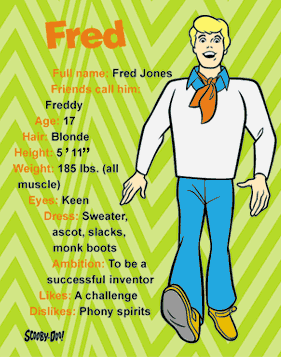 Fred
Full name: Fred Jones
Friends call him:
Freddy
Age: 17
Hair: Blonde
Height: 5'11"
Weight: 185 lbs. (all
muscle)
Eyes: Keen
Dress: Sweater,
ascot, slacks,
monk boots
Ambition: To be a
successful inventor
Likes: A challenge
Dislikes: Phony spirits
SCOOBY-DOO!